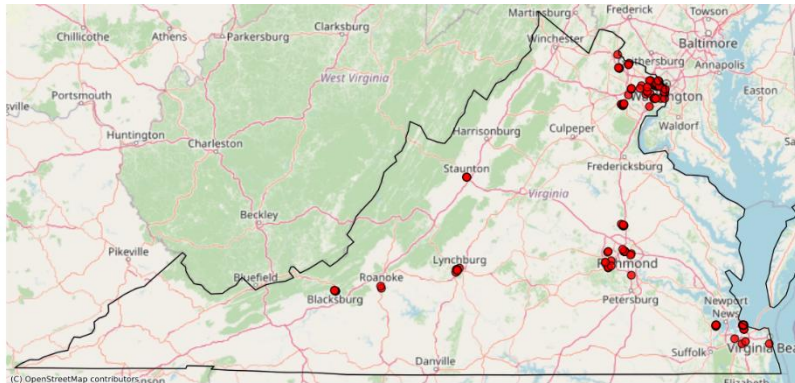 Martinsburg
Frederick
Towson
Chillicothe
Athens
Parkersburg
Clarksburg
Winchester
Baltimore
Annapolis
West Virginia
Easton
Portsmouth
Waldorf
Huntington
Charleston
Harrisonburg
Culpeper
Fredericksburg
Staunton
Virginia
Beckley
Pikeville
Bluefield
Roanoke
Lynchburg
Blacksburg
Petersburg
Newport
News
Suffolk
Danville
(C) OpenStreetMap contributors